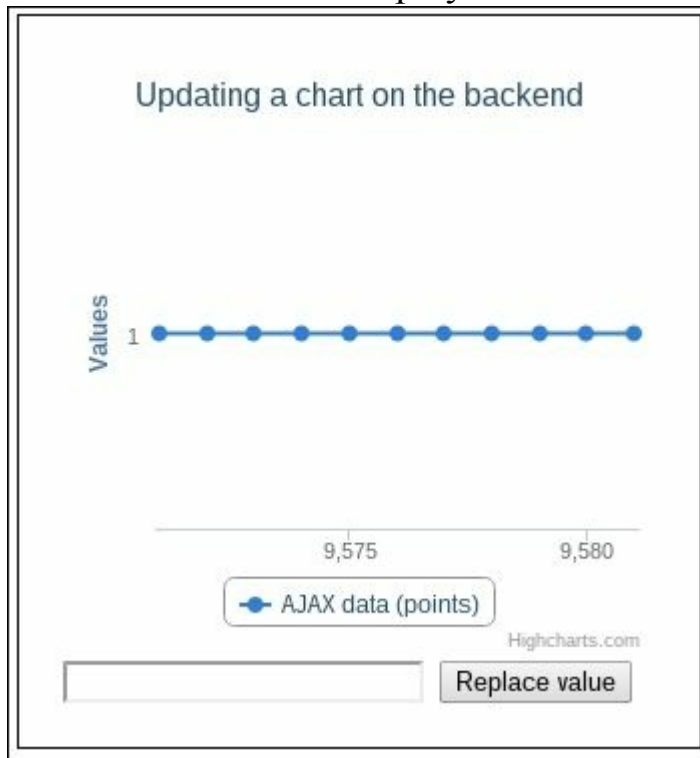 Updating a chart on the backend
Values
1
9,575 9,580
AJAX data (points)
Highcharts.com
Replace value